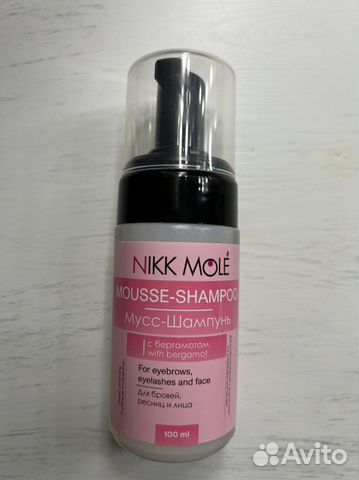 NIKK MOLÉ
MOUSSE-SHAMPOO
Мусс-Шампунь
с бергамотом
with bergamot
For eyebrows,
eyelashes and face
Для бровей,
ресниц и лица
100 ml
Avito